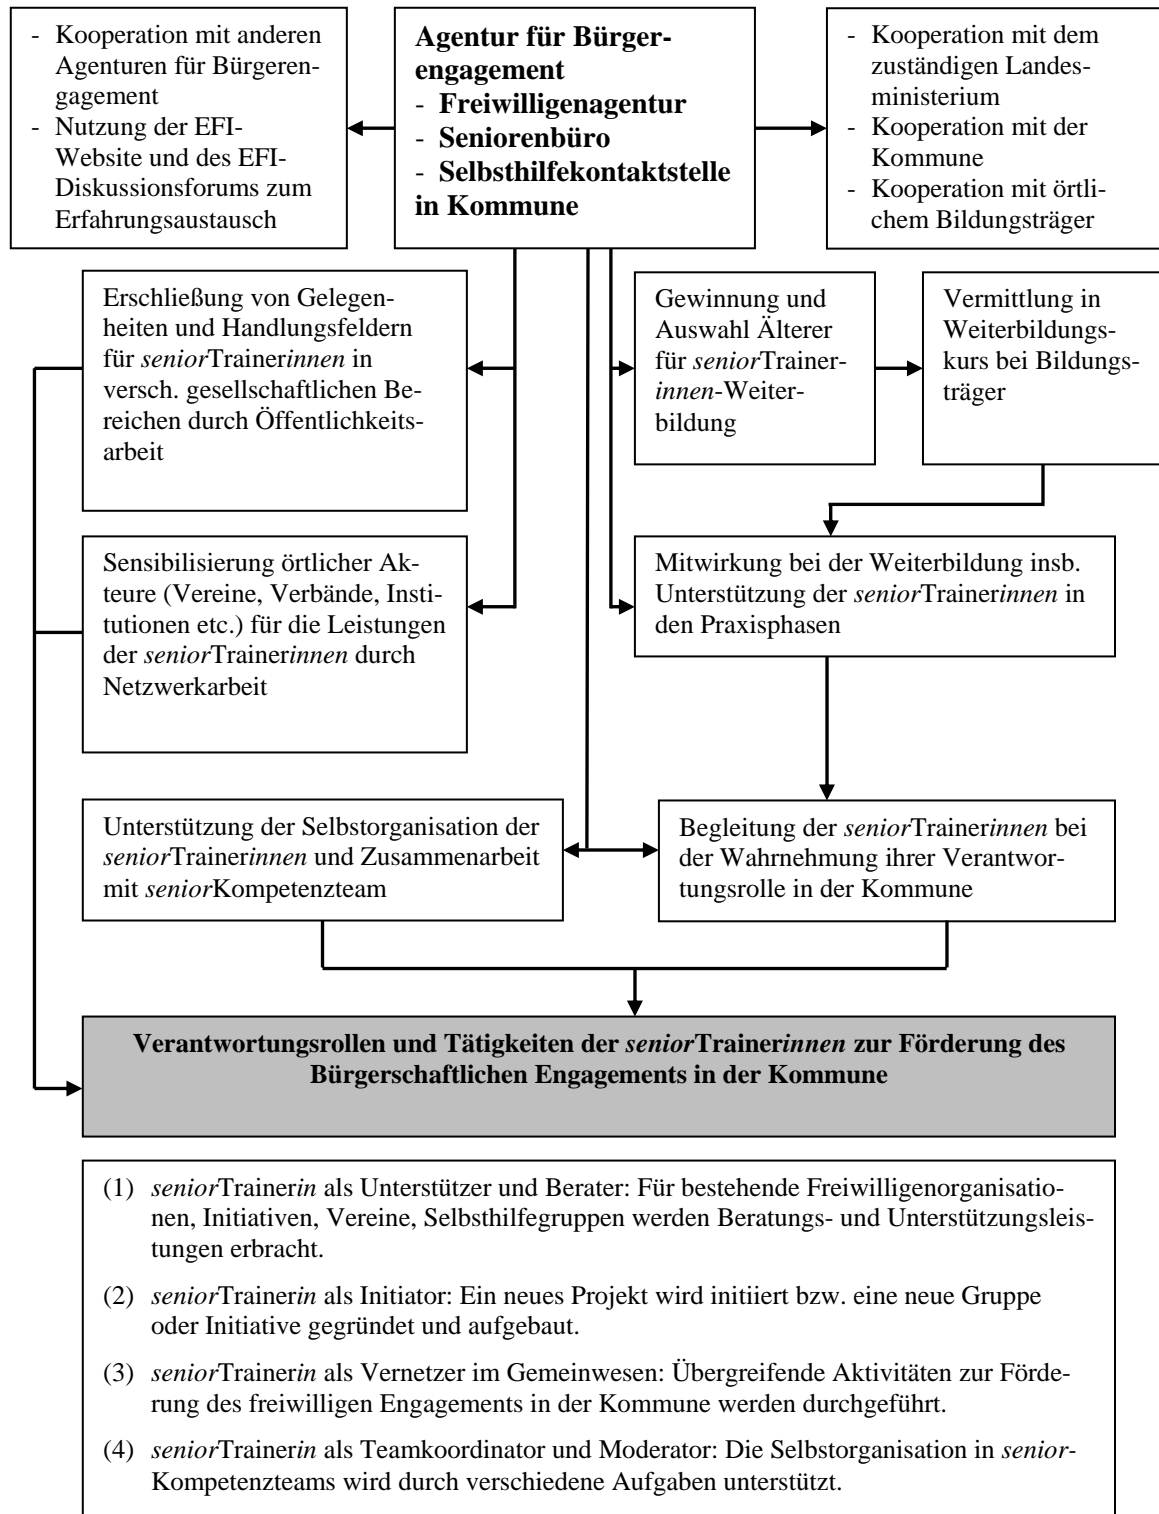 - Kooperation mit anderen
Agenturen für Bürgeren-
gagement
- Nutzung der EFI-
Website und des EFI-
Diskussionsforums zum
Erfahrungsaustausch
Agentur für Bürger-
engagement
- Freiwilligenagentur
- Seniorenbüro
- Selbsthilfekontaktstelle
in Kommune
- Kooperation mit dem
zuständigen Landes-
ministerium
- Kooperation mit der
Kommune
- Kooperation mit örtli-
chem Bildungsträger
Erschließung von Gelegen-
heiten und Handlungsfeldern
für seniorTrainerinnen in
versch. gesellschaftlichen Be-
reichen durch Öffentlichkeits-
arbeit
Gewinnung und
Auswahl Älterer
für seniorTrainer-
innen-Weiter-
bildung
Vermittlung in
Weiterbildungs-
kurs bei Bildungs-
träger
Sensibilisierung örtlicher Ak-
teure (Vereine, Verbände, Insti-
tutionen etc.) für die Leistungen
der seniorTrainerinnen durch
Netzwerkarbeit
Mitwirkung bei der Weiterbildung insb.
Unterstützung der seniorTrainerinnen in
den Praxisphasen
Unterstützung der Selbstorganisation der
seniorTrainerinnen und Zusammenarbeit
mit seniorKompetenzteam
Begleitung der seniorTrainerinnen bei
der Wahrnehmung ihrer Verantwor-
tungsrolle in der Kommune
Verantwortungsrollen und Tätigkeiten der seniorTrainerinnen zur Förderung des
Bürgerschaftlichen Engagements in der Kommune
(1) seniorTrainerin als Unterstützer und Berater: Für bestehende Freiwilligenorganisatio-
nen, Initiativen, Vereine, Selbsthilfegruppen werden Beratungs- und Unterstützungsleis-
tungen erbracht.
(2) seniorTrainerin als Initiator: Ein neues Projekt wird initiiert bzw. eine neue Gruppe
oder Initiative gegründet und aufgebaut.
(3) seniorTrainerin als Vernetzer im Gemeinwesen: Übergreifende Aktivitäten zur Förde-
rung des freiwilligen Engagements in der Kommune werden durchgeführt.
(4) seniorTrainerin als Teamkoordinator und Moderator: Die Selbstorganisation in senior-
Kompetenzteams wird durch verschiedene Aufgaben unterstützt.